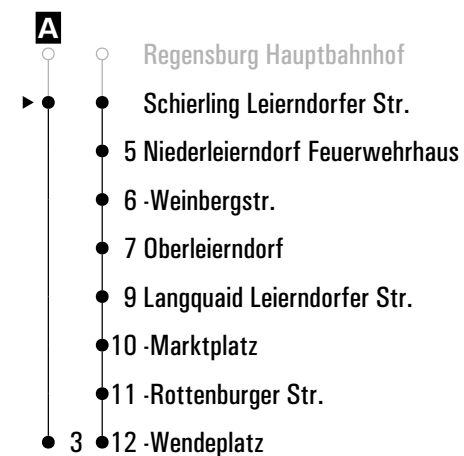 A
Regensburg Hauptbahnhof
Schierling Leierndorfer Str.
5 Niederleierndorf Feuerwehrhaus
6 -Weinbergstr.
7 Oberleierndorf
9 Langquaid Leierndorfer Str.
10 -Marktplatz
11 -Rottenburger Str.
3 12 -Wendeplatz